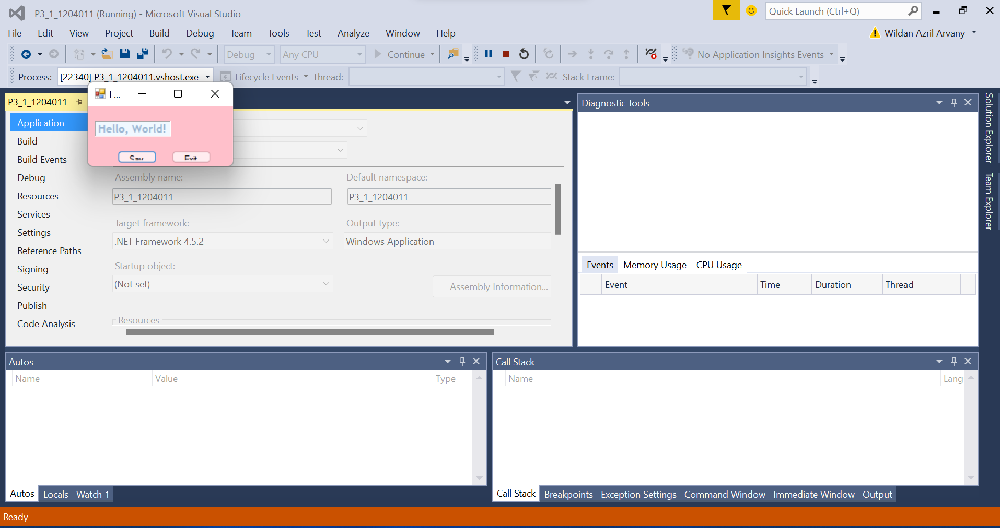 P3_1_1204011 (Running) - Microsoft Visual Studio
Quick Launch (Ctrl+Q)
File Edit View Project Build Debug Team Tools Test Analyze Window Help
Wildan Azril Arvany
Debug Any CPU Continue No Application Insights Events
Process: [22340] P3_1_1204011.vshost.exe Lifecycle Events Thread: Stack Frame:
F...
Hello, World!
Say
Exit
P3_1_1204011
Application
Build
Build Events
Debug
Resources
Services
Settings
Reference Paths
Signing
Security
Publish
Code Analysis
Assembly name: Default namespace:
P3_1_1204011 P3_1_1204011
Target framework: Output type:
.NET Framework 4.5.2 Windows Application
Startup object:
(Not set) Assembly Information...
Resources
Diagnostic Tools
Events Memory Usage CPU Usage
Event Time Duration Thread
Solution Explorer
Team Explorer
Autos
Name Value Type
Autos Locals Watch 1
Call Stack
Name Lang
Call Stack Breakpoints Exception Settings Command Window Immediate Window Output
Ready